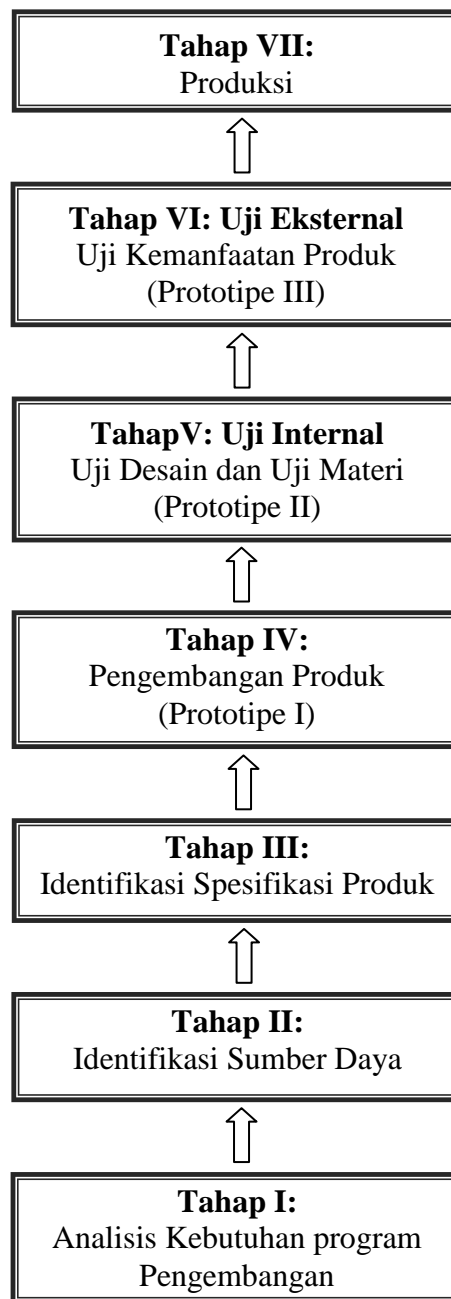 Tahap VII:
Produksi
Tahap VI: Uji Eksternal
Uji Kemanfaatan Produk
(Prototipe III)
TahapV: Uji Internal
Uji Desain dan Uji Materi
(Prototipe II)
Tahap IV:
Pengembangan Produk
(Prototipe I)
Tahap III:
Identifikasi Spesifikasi Produk
Tahap II:
Identifikasi Sumber Daya
Tahap I:
Analisis Kebutuhan program
Pengembangan